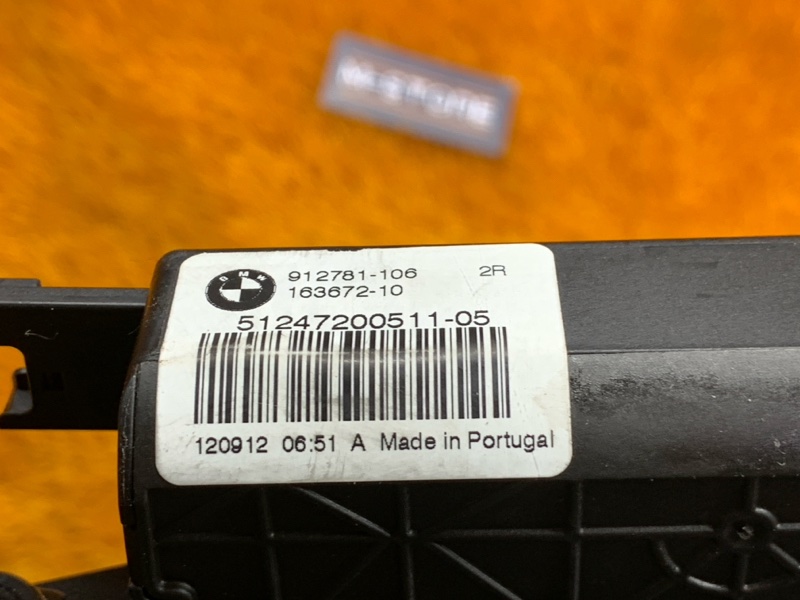 BMW
912781-106 2R
163672-10
51247200511-05
120912 06:51 A Made in Portugal